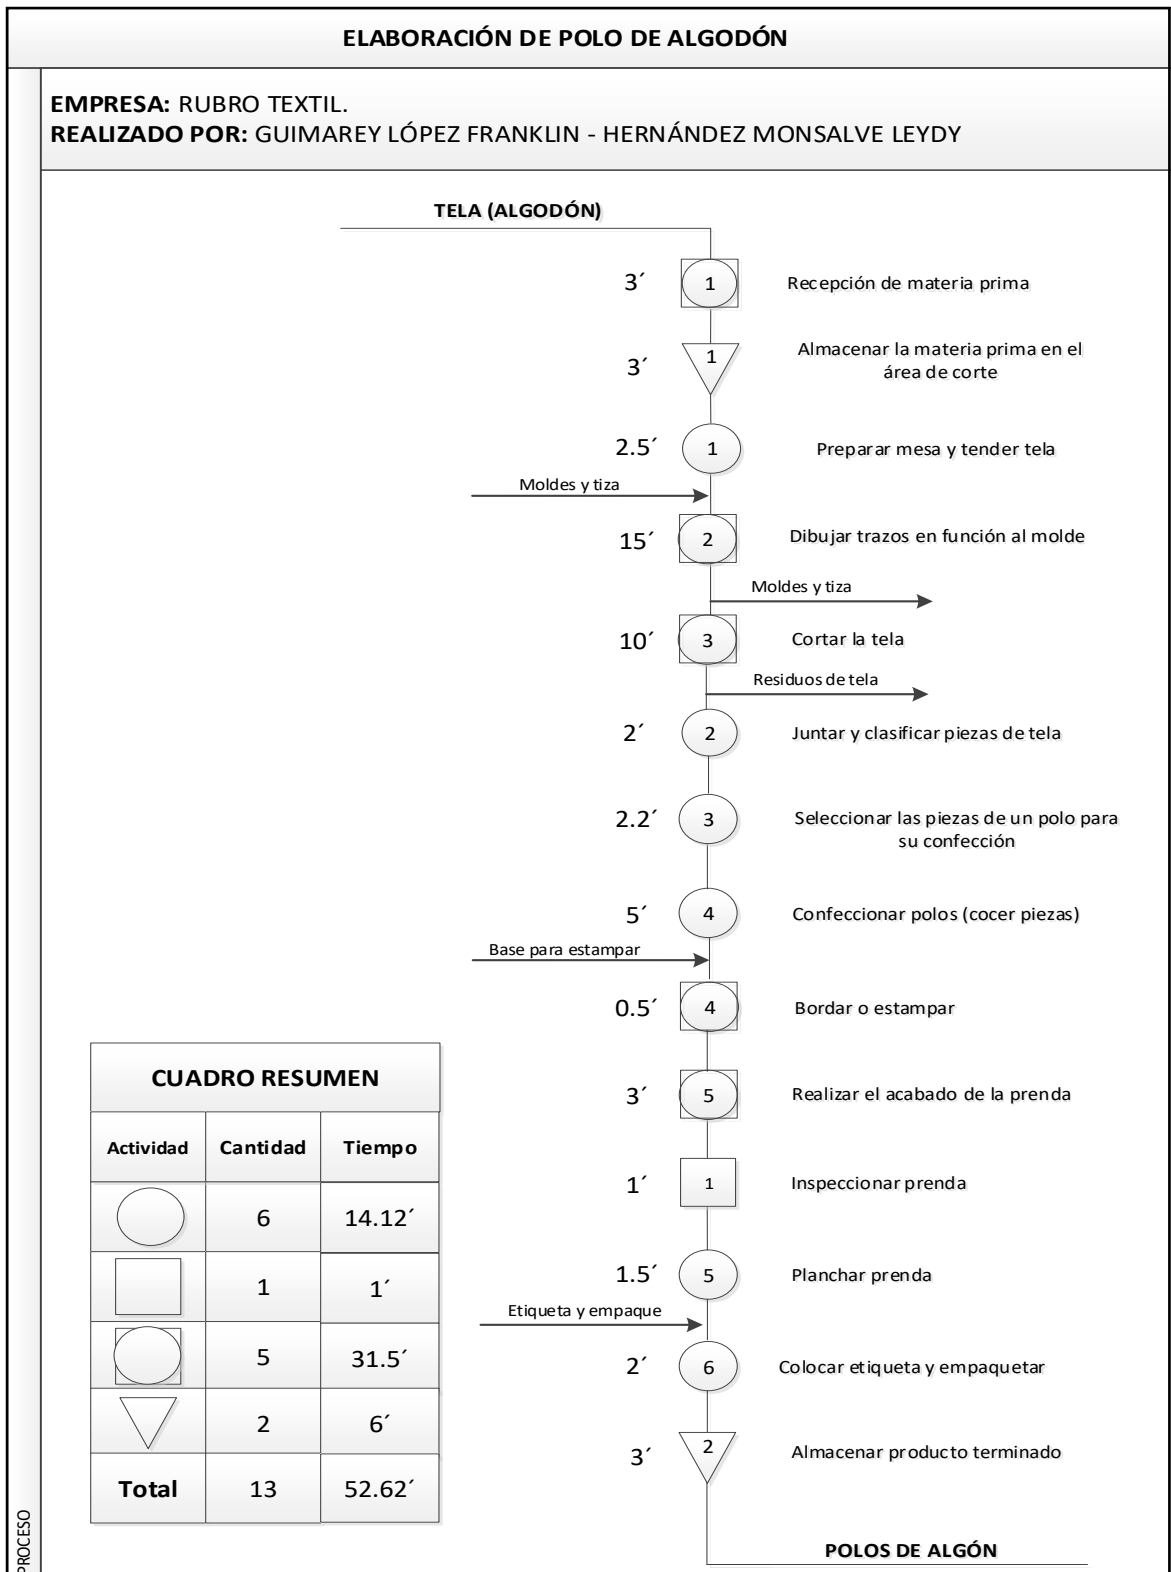 ELABORACIÓN DE POLO DE ALGODÓN
EMPRESA: RUBRO TEXTIL.
REALIZADO POR: GUIMAREY LÓPEZ FRANKLIN - HERNÁNDEZ MONSALVE LEYDY
TELA (ALGODÓN)
3´ 1 Recepción de materia prima
3´ 1 Almacenar la materia prima en el
área de corte
2.5´ 1 Preparar mesa y tender tela
Moldes y tiza
15´ 2 Dibujar trazos en función al molde
Moldes y tiza
10´ 3 Cortar la tela
Residuos de tela
2´ 2 Juntar y clasificar piezas de tela
2.2´ 3 Seleccionar las piezas de un polo para
su confección
5´ 4 Confeccionar polos (cocer piezas)
Base para estampar
0.5´ 4 Bordar o estampar
3´ 5 Realizar el acabado de la prenda
1´ 1 Inspeccionar prenda
1.5´ 5 Planchar prenda
Etiqueta y empaque
2´ 6 Colocar etiqueta y empaquetar
3´ 2 Almacenar producto terminado
POLOS DE ALGÓN
CUADRO RESUMEN
Actividad Cantidad Tiempo
6 14.12´
1 1´
5 31.5´
2 6´
Total 13 52.62´
PROCESO